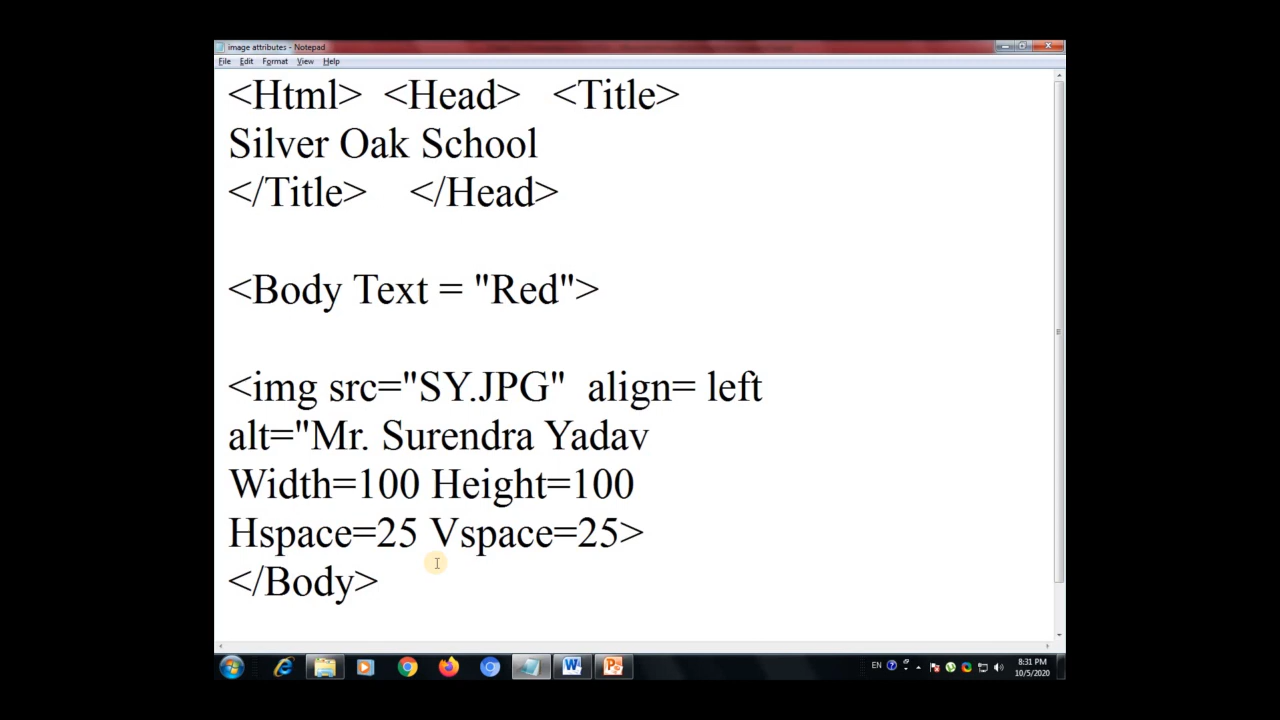 image attributes - Notepad
File Edit Format View Help
<Html> <Head> <Title>
Silver Oak School
</Title> </Head>
<Body Text = "Red">
<img src="SY.JPG" align= left
alt="Mr. Surendra Yadav
Width=100 Height=100
Hspace=25 Vspace=25>
</Body>
EN 8:31 PM
10/5/2020